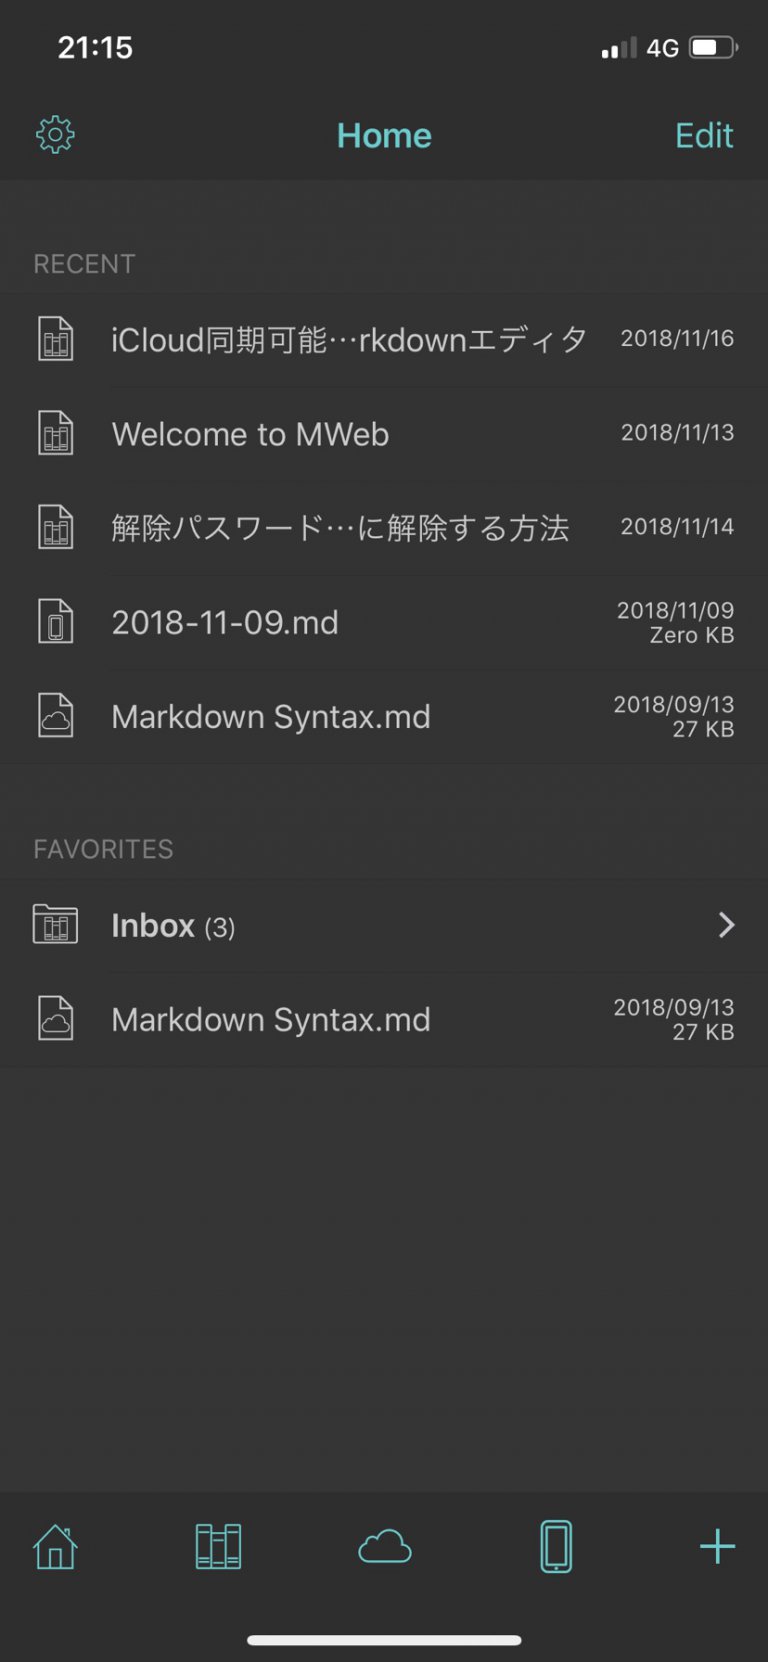 21:15
4G
Home
Edit
RECENT
iCloud同期可能…rkdownエディタ 2018/11/16
Welcome to MWeb 2018/11/13
解除パスワード…に解除する方法 2018/11/14
2018-11-09.md 2018/11/09
Zero KB
Markdown Syntax.md 2018/09/13
27 KB
FAVORITES
Inbox (3)
Markdown Syntax.md 2018/09/13
27 KB